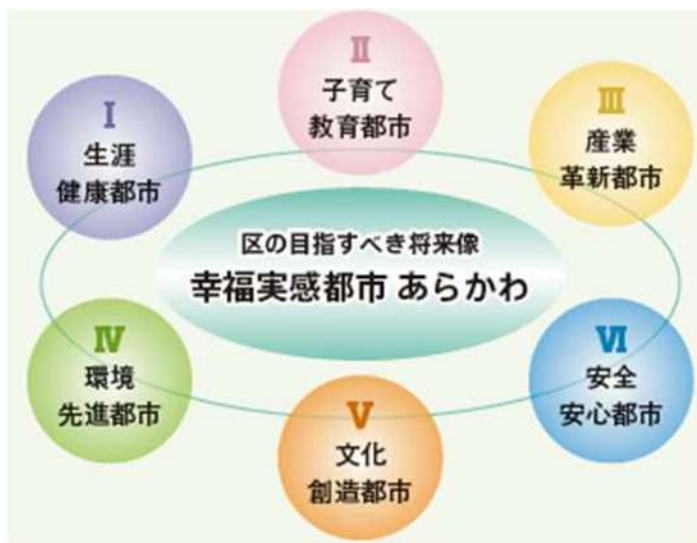 Ⅰ
生涯
健康都市
Ⅱ
子育て
教育都市
Ⅲ
産業
革新都市
区の目指すべき将来像
幸福実感都市 あらかわ
Ⅳ
環境
先進都市
Ⅴ
文化
創造都市
Ⅵ
安全
安心都市